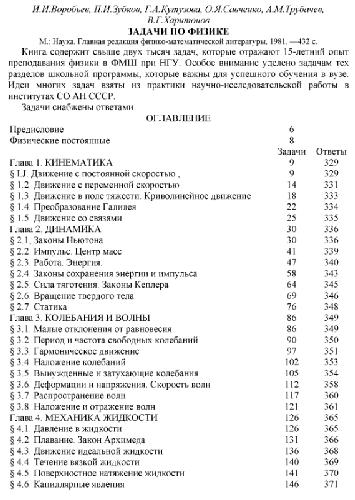 И.И.Воробьев, П.И.Зубков, Г.А.Кутузова, О.Я.Савченко, А.М.Трубачев,
В.Г.Харитонов
ЗАДАЧИ ПО ФИЗИКЕ
М.: Наука. Главная редакция физико-математической литературы, 1981. —432 с.
Книга содержит свыше двух тысяч задач, которые отражают 15-летний опыт
преподавания физики в ФМШ при НГУ. Особое внимание уделено задачам тех
разделов школьной программы, которые важны для успешного обучения в вузе.
Идеи многих задач взяты из практики научно-исследовательской работы в
институтах СО АН СССР.
Задачи снабжены ответами
ОГЛАВЛЕНИЕ
Предисловие 6
Физические постоянные 8
Задачи Ответы
Глава 1. КИНЕМАТИКА 9 329
§ I.I. Движение с постоянной скоростью , 9 329
§ 1.2 Движение с переменной скоростью 14 331
§ 1.3 Движение в поле тяжести. Криволинейное движение 18 333
§ 1.4 Преобразование Галилея 22 334
§ 1.5 Движение со связями 25 335
Глава 2. ДИНАМИКА 30 336
§ 2.1. Законы Ньютона 30 336
§ 2.2 Импульс. Центр масс 41 339
§ 2.3 Работа. Энергия. 47 340
§ 2.4 Законы сохранения энергии и импульса 58 343
§ 2.5 Сила тяготения. Законы Кеплера 64 345
§ 2.6. Вращение твердого тела 69 346
§ 2.7 Статика 76 348
Глава 3. КОЛЕБАНИЯ И ВОЛНЫ 86 349
§ 3.1. Малые отклонения от равновесия 86 349
§ 3.2 Период и частота свободных колебаний 90 350
§ 3.3 Гармоническое движение 97 351
§ 3.4 Наложение колебаний 102 353
§ 3.5 Вынужденные и затухающие колебания 105 354
§ 3.6 Деформации и напряжения. Скорость волн 112 358
§ 3.7 Распространение волн 117 360
§ 3.8 Наложение и отражение волн 121 361
Глава 4. МЕХАНИКА ЖИДКОСТИ 126 365
§ 4.1 Давление в жидкости 126 365
§ 4.2 Плавание. Закон Архимеда 131 366
§ 4.3 Движение идеальной жидкости 136 368
§ 4.4 Течение вязкой жидкости 140 369
§ 4.5 Поверхностное натяжение жидкости 141 370
§ 4.6 Капиллярные явления 146 371